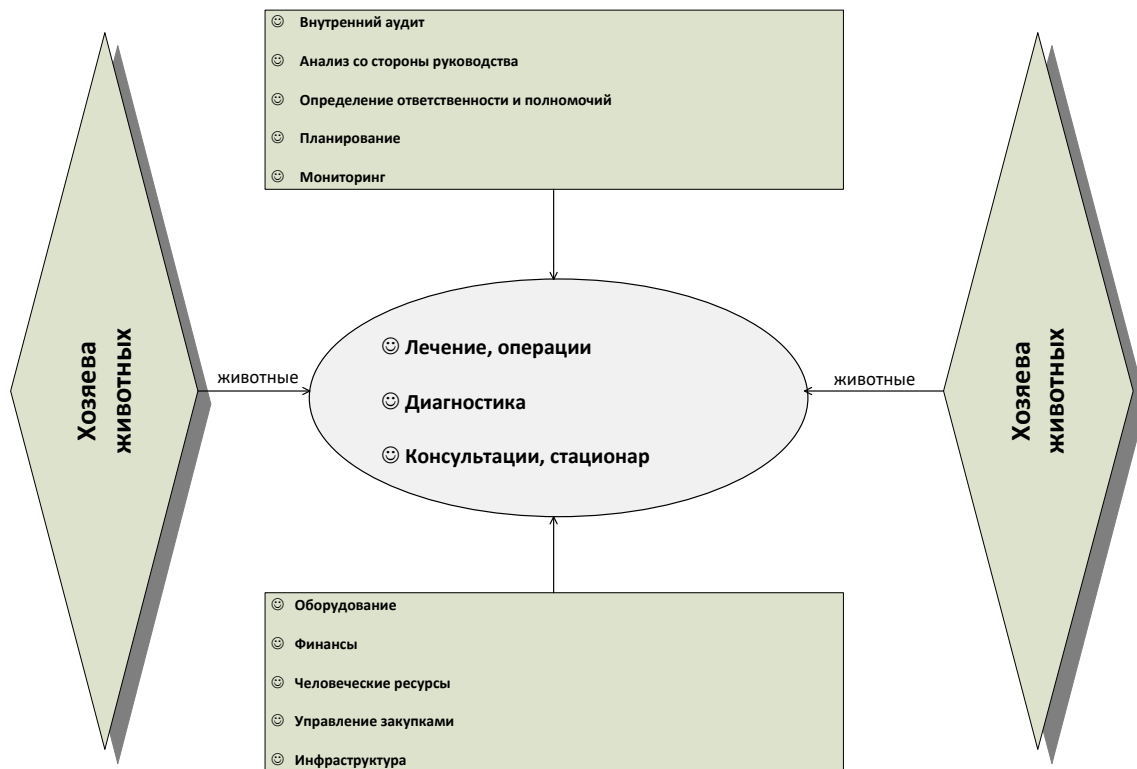 ☺ Внутренний аудит
☺ Анализ со стороны руководства
☺ Определение ответственности и полномочий
☺ Планирование
☺ Мониторинг
Хозяева
животных
животные
☺ Лечение, операции
☺ Диагностика
☺ Консультации, стационар
животные
Хозяева
животных
☺ Оборудование
☺ Финансы
☺ Человеческие ресурсы
☺ Управление закупками
☺ Инфраструктура